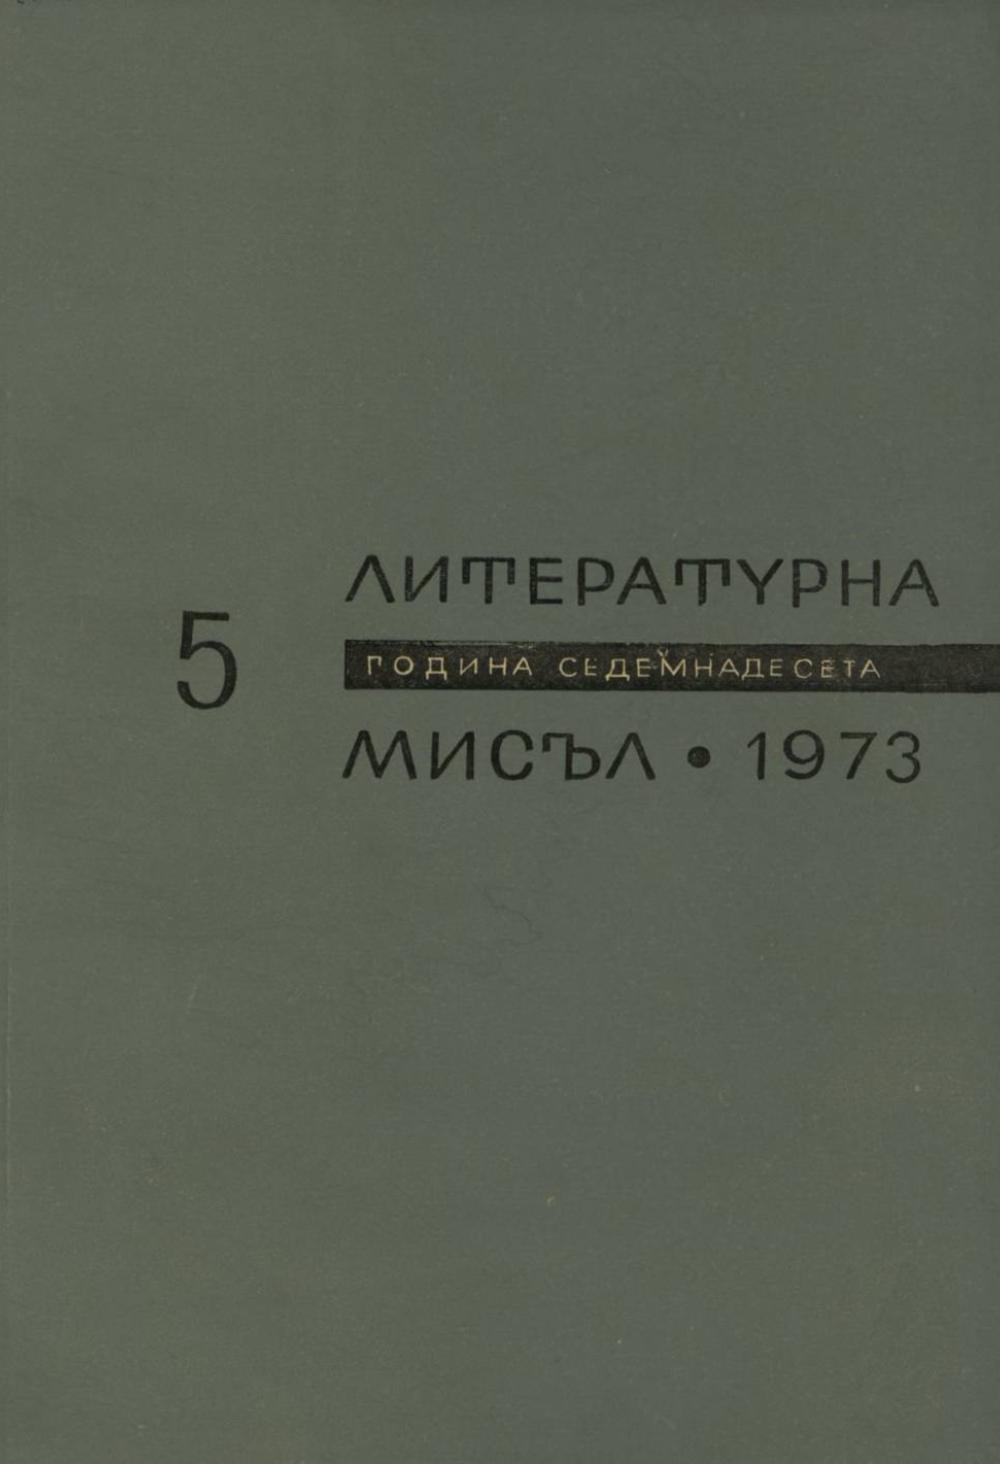 5
ЛИТЕРАТУРНА
ГОДИНА СЕДЕМНАДЕСЕТА
МИСЪЛ • 1973